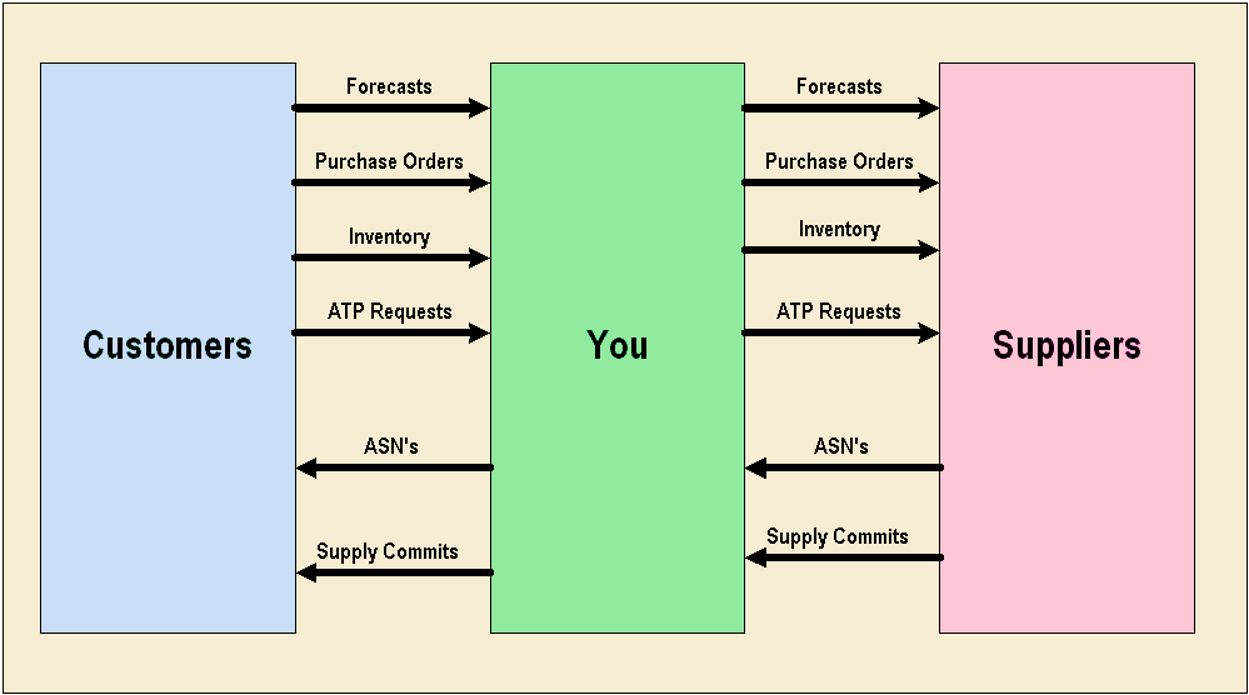 Forecasts
Purchase Orders
Inventory
ATP Requests
Customers
ASN's
Supply Commits
You
Forecasts
Purchase Orders
Inventory
ATP Requests
Suppliers
ASN's
Supply Commits